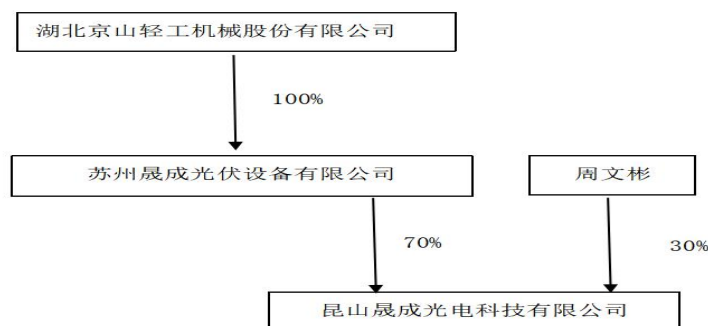 湖北京山轻工机械股份有限公司
100%
苏州晟成光伏设备有限公司
周文彬
70%
30%
昆山晟成光电科技有限公司